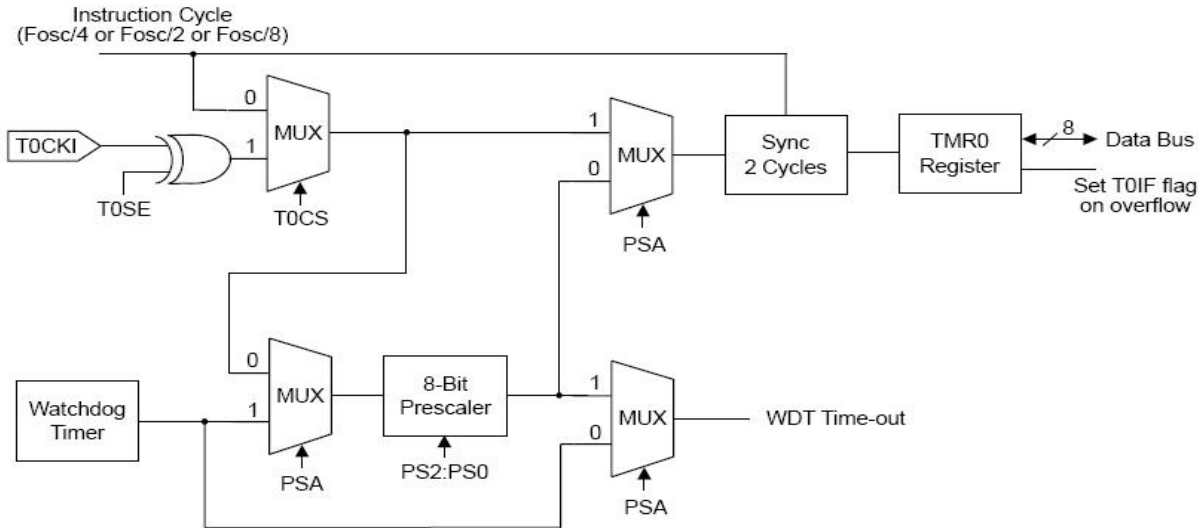 Instruction Cycle
(Fosc/4 or Fosc/2 or Fosc/8)
0
MUX
1
T0CKI
T0SE
T0CS
1
MUX
0
PSA
Sync
2 Cycles
TMR0
Register
8
Data Bus
Set T0IF flag
on overflow
Watchdog
Timer
0
MUX
1
PSA
8-Bit
Prescaler
PS2:PS0
1
MUX
0
PSA
WDT Time-out